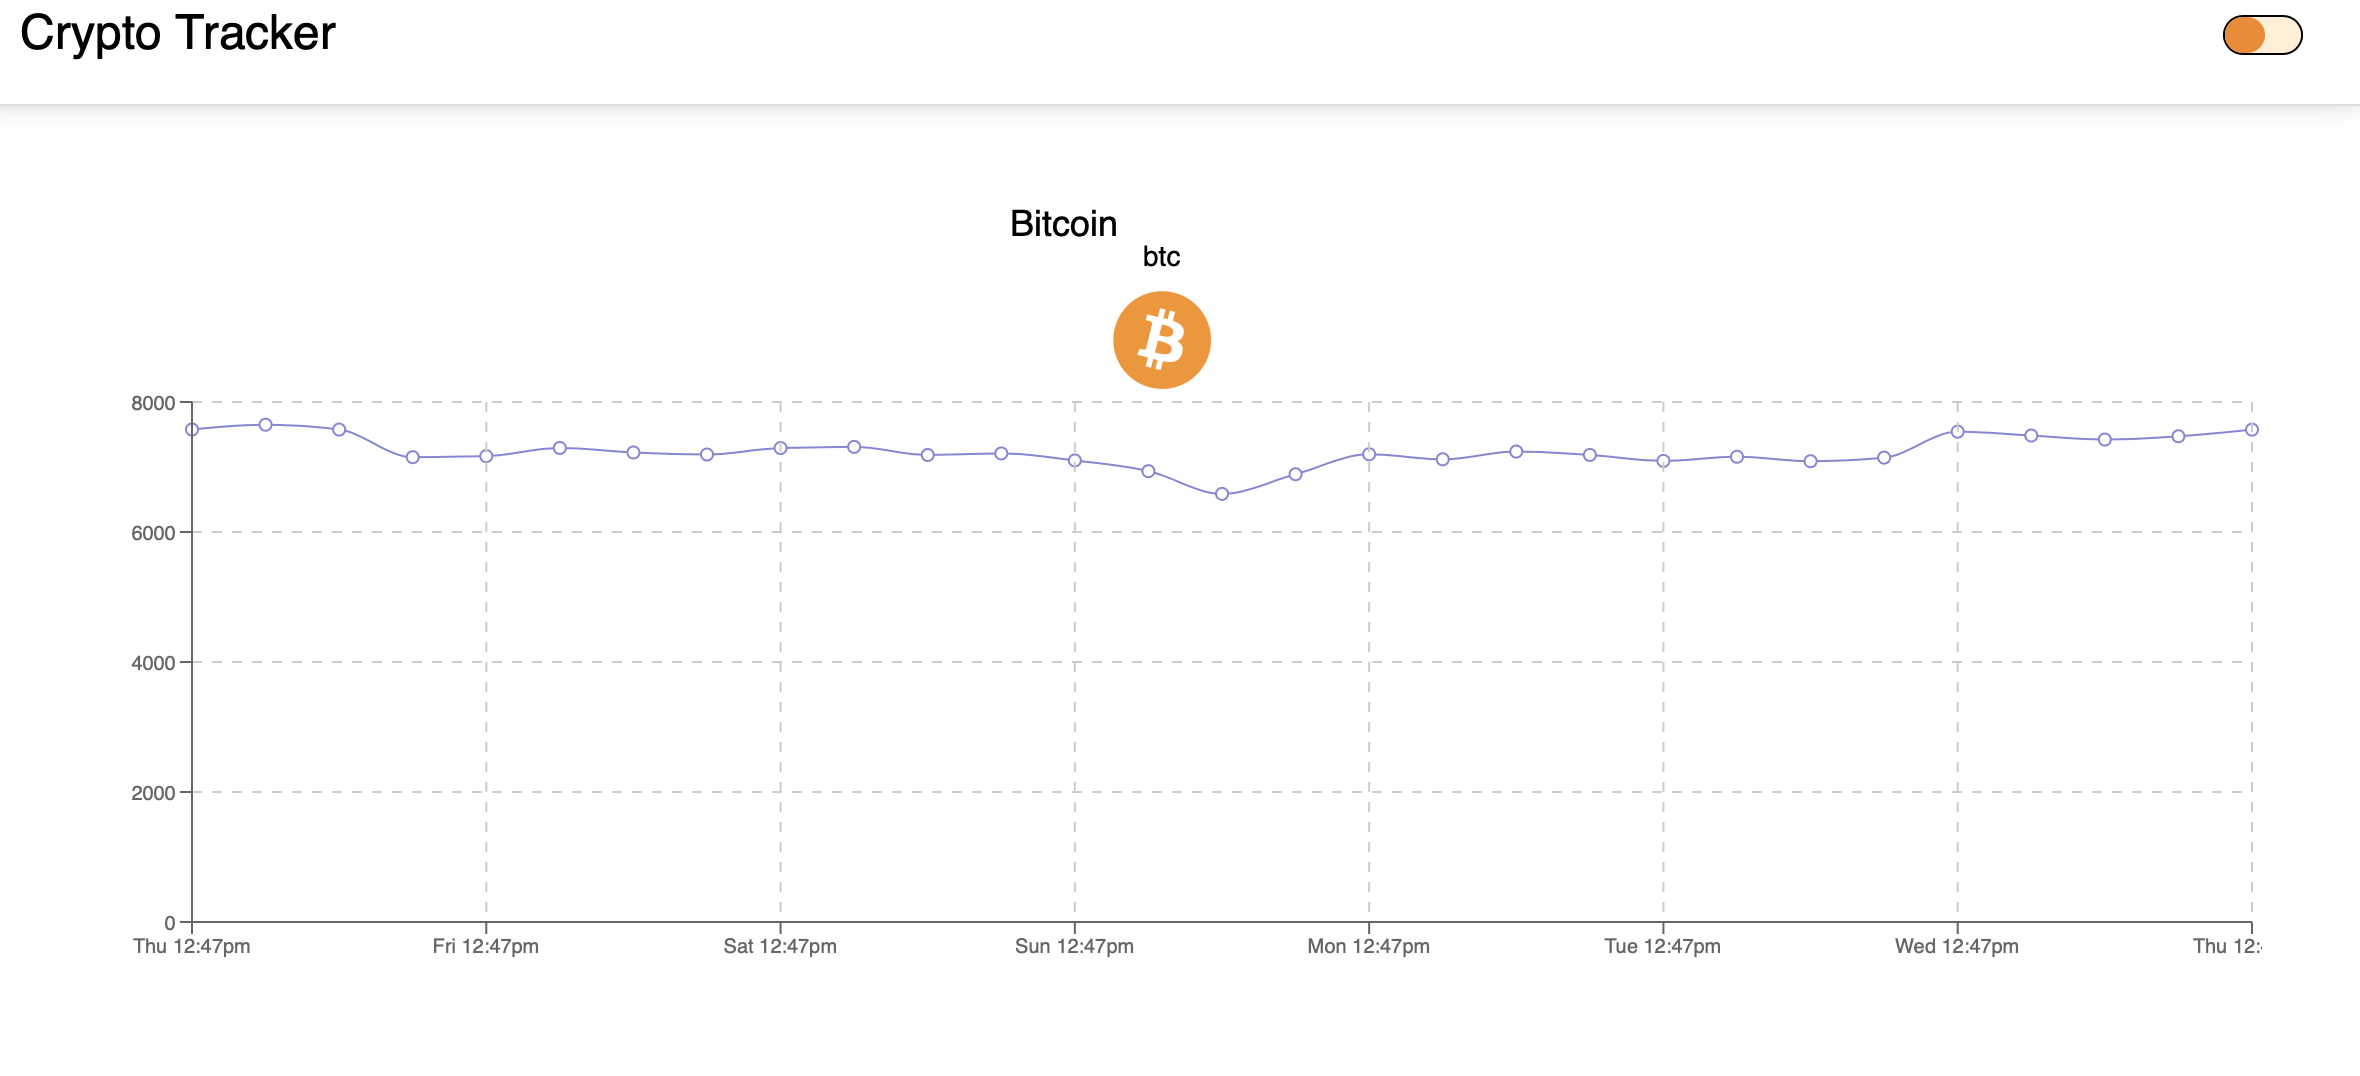 Crypto Tracker
Bitcoin
btc
8000
6000
4000
2000
0
Thu 12:47pm Fri 12:47pm Sat 12:47pm Sun 12:47pm Mon 12:47pm Tue 12:47pm Wed 12:47pm Thu 12: